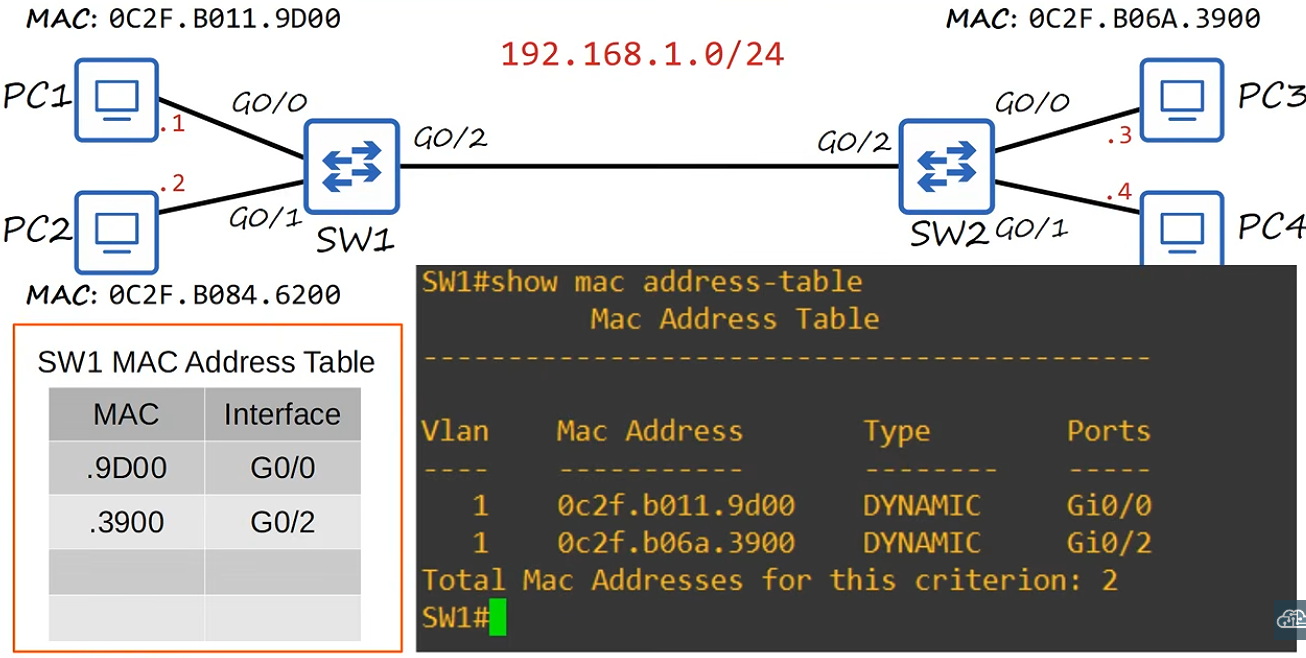 MAC: 0C2F.B011.9D00
MAC: 0C2F.B06A.3900
192.168.1.0/24
PC1
G0/0
.1
G0/2
G0/2
G0/0
PC3
.3
.2
.4
PC2
G0/1
SW1
SW2
G0/1
PC4
MAC: 0C2F.B084.6200
SW1 MAC Address Table
MAC Interface
.9D00 G0/0
.3900 G0/2
SW1#show mac address-table
Mac Address Table
-------------------------------------------
Vlan Mac Address Type Ports
---- ----------- -------- -----
1 0c2f.b011.9d00 DYNAMIC Gi0/0
1 0c2f.b06a.3900 DYNAMIC Gi0/2
Total Mac Addresses for this criterion: 2
SW1#